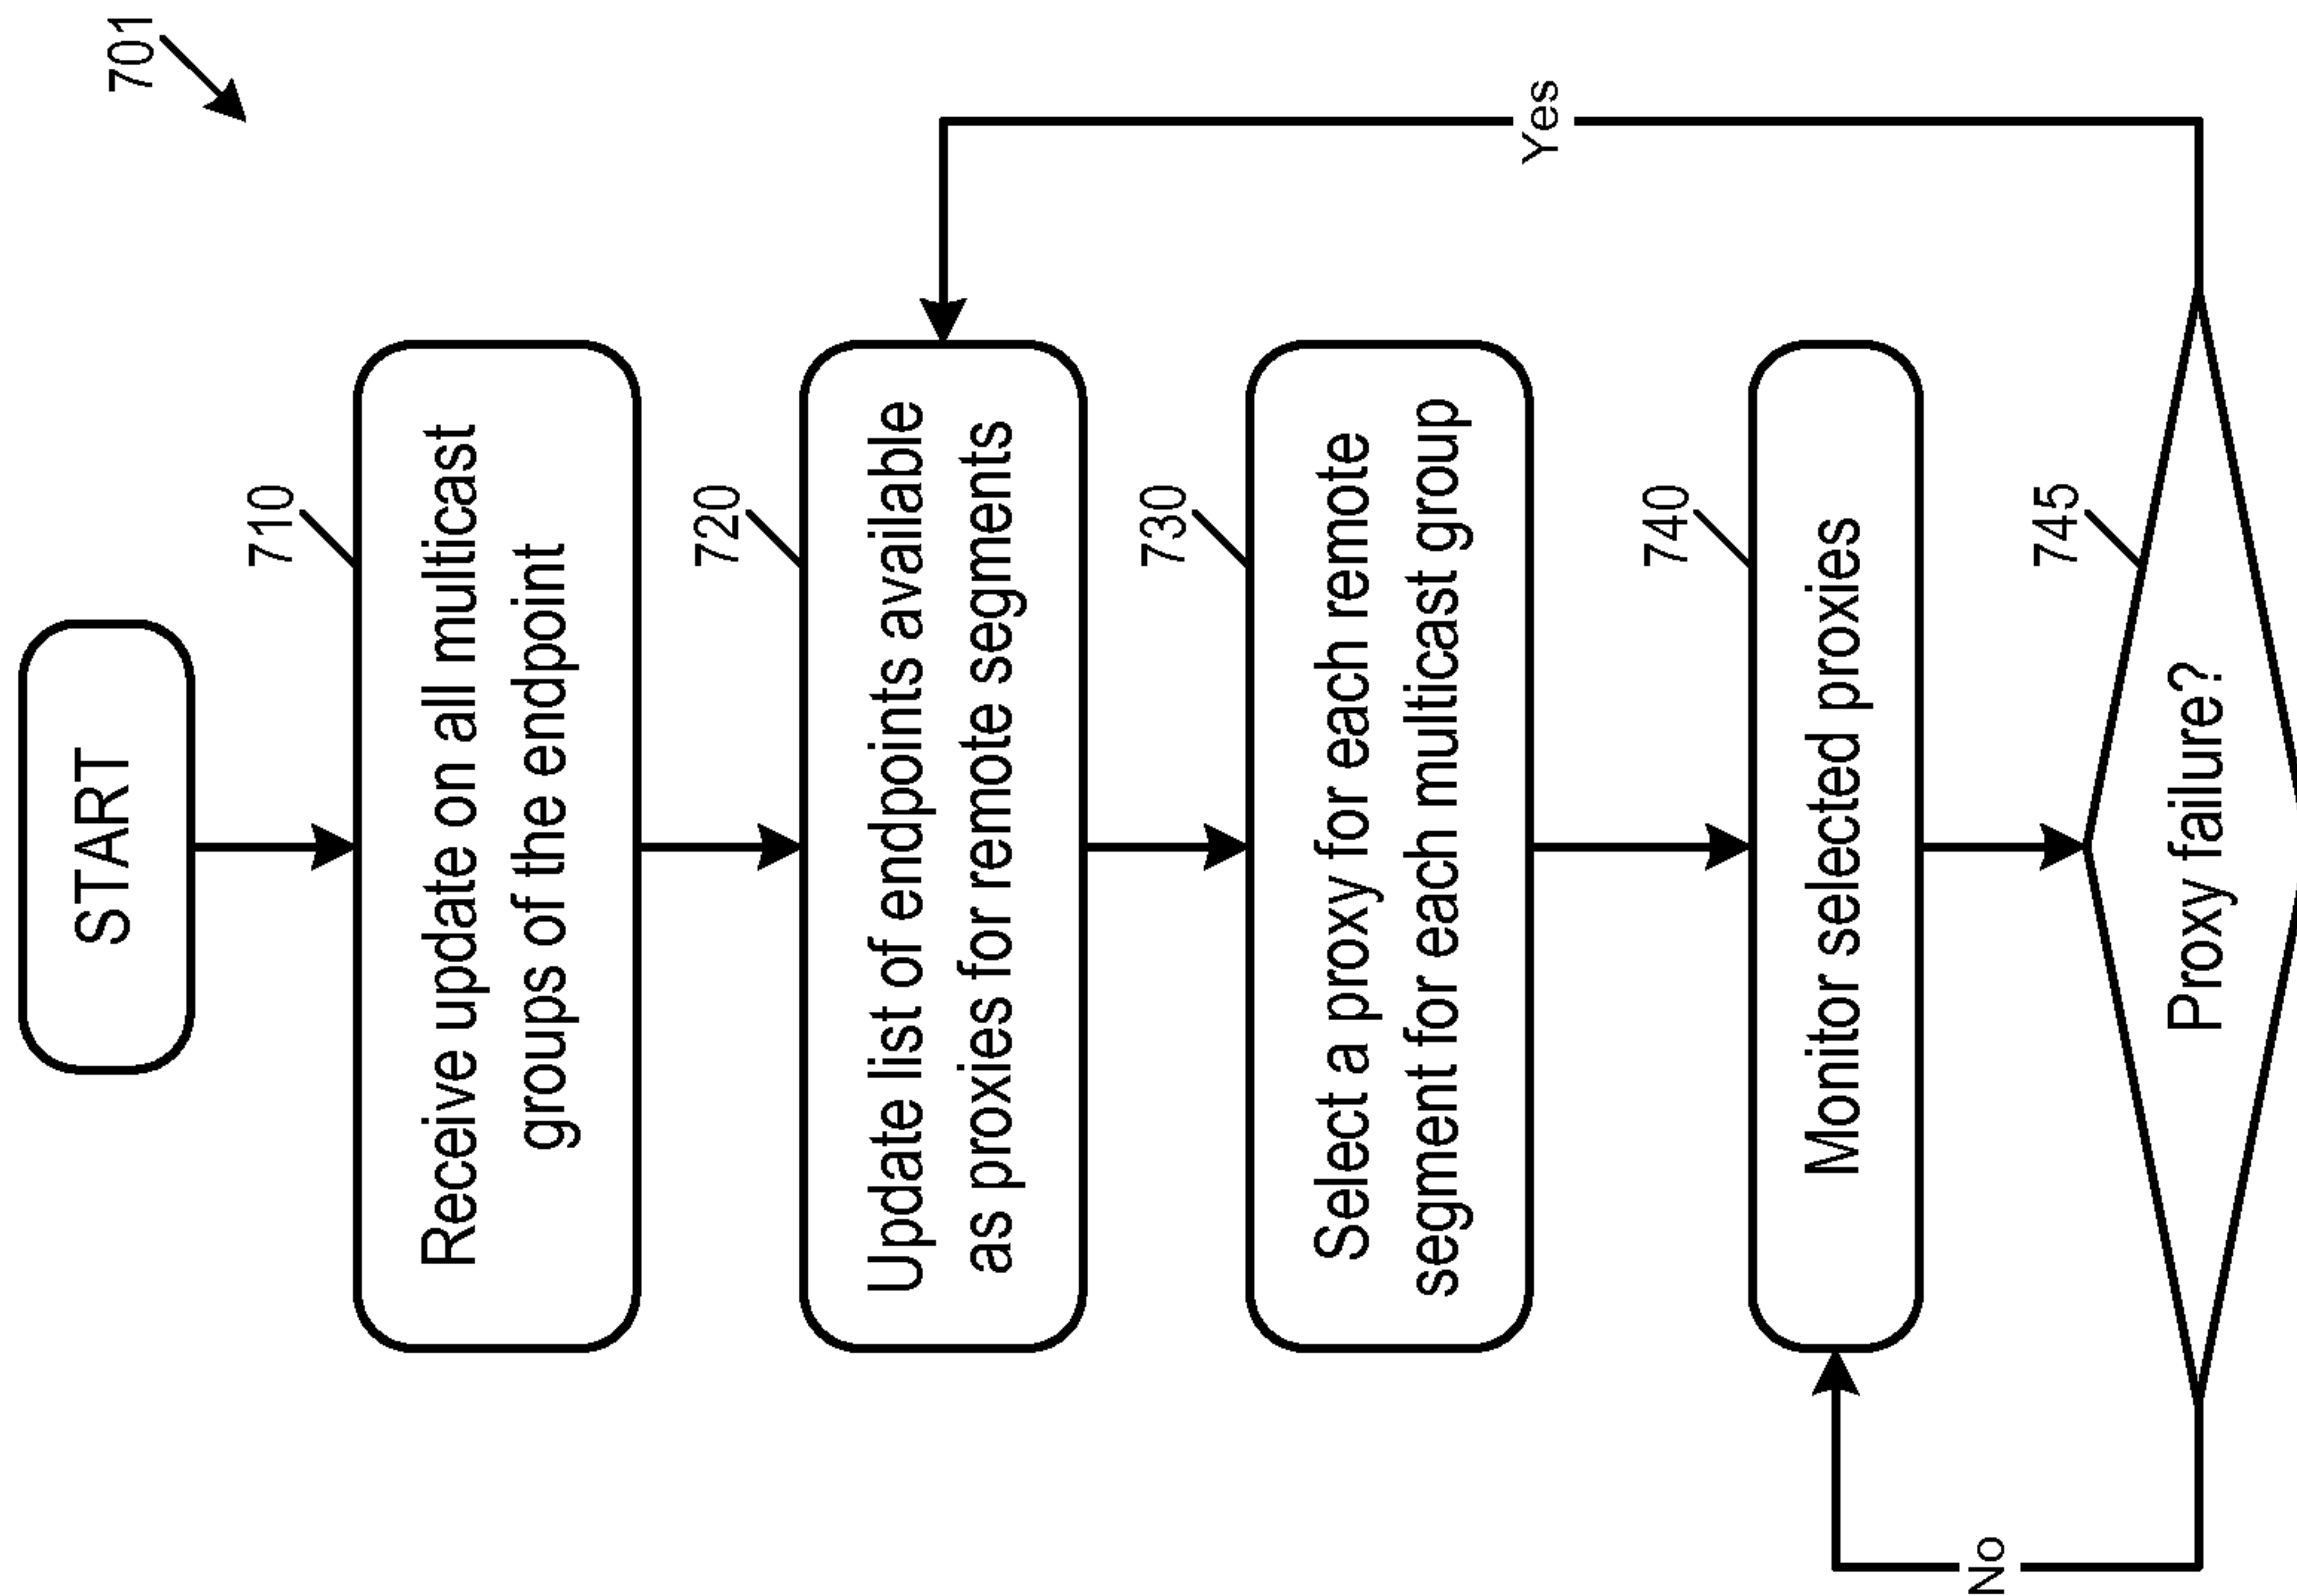 701
START
710
Receive update on all multicast
groups of the endpoint
720
Update list of endpoints available
as proxies for remote segments
730
Select a proxy for each remote
segment for each multicast group
740
Monitor selected proxies
745
Proxy failure?
Yes
No